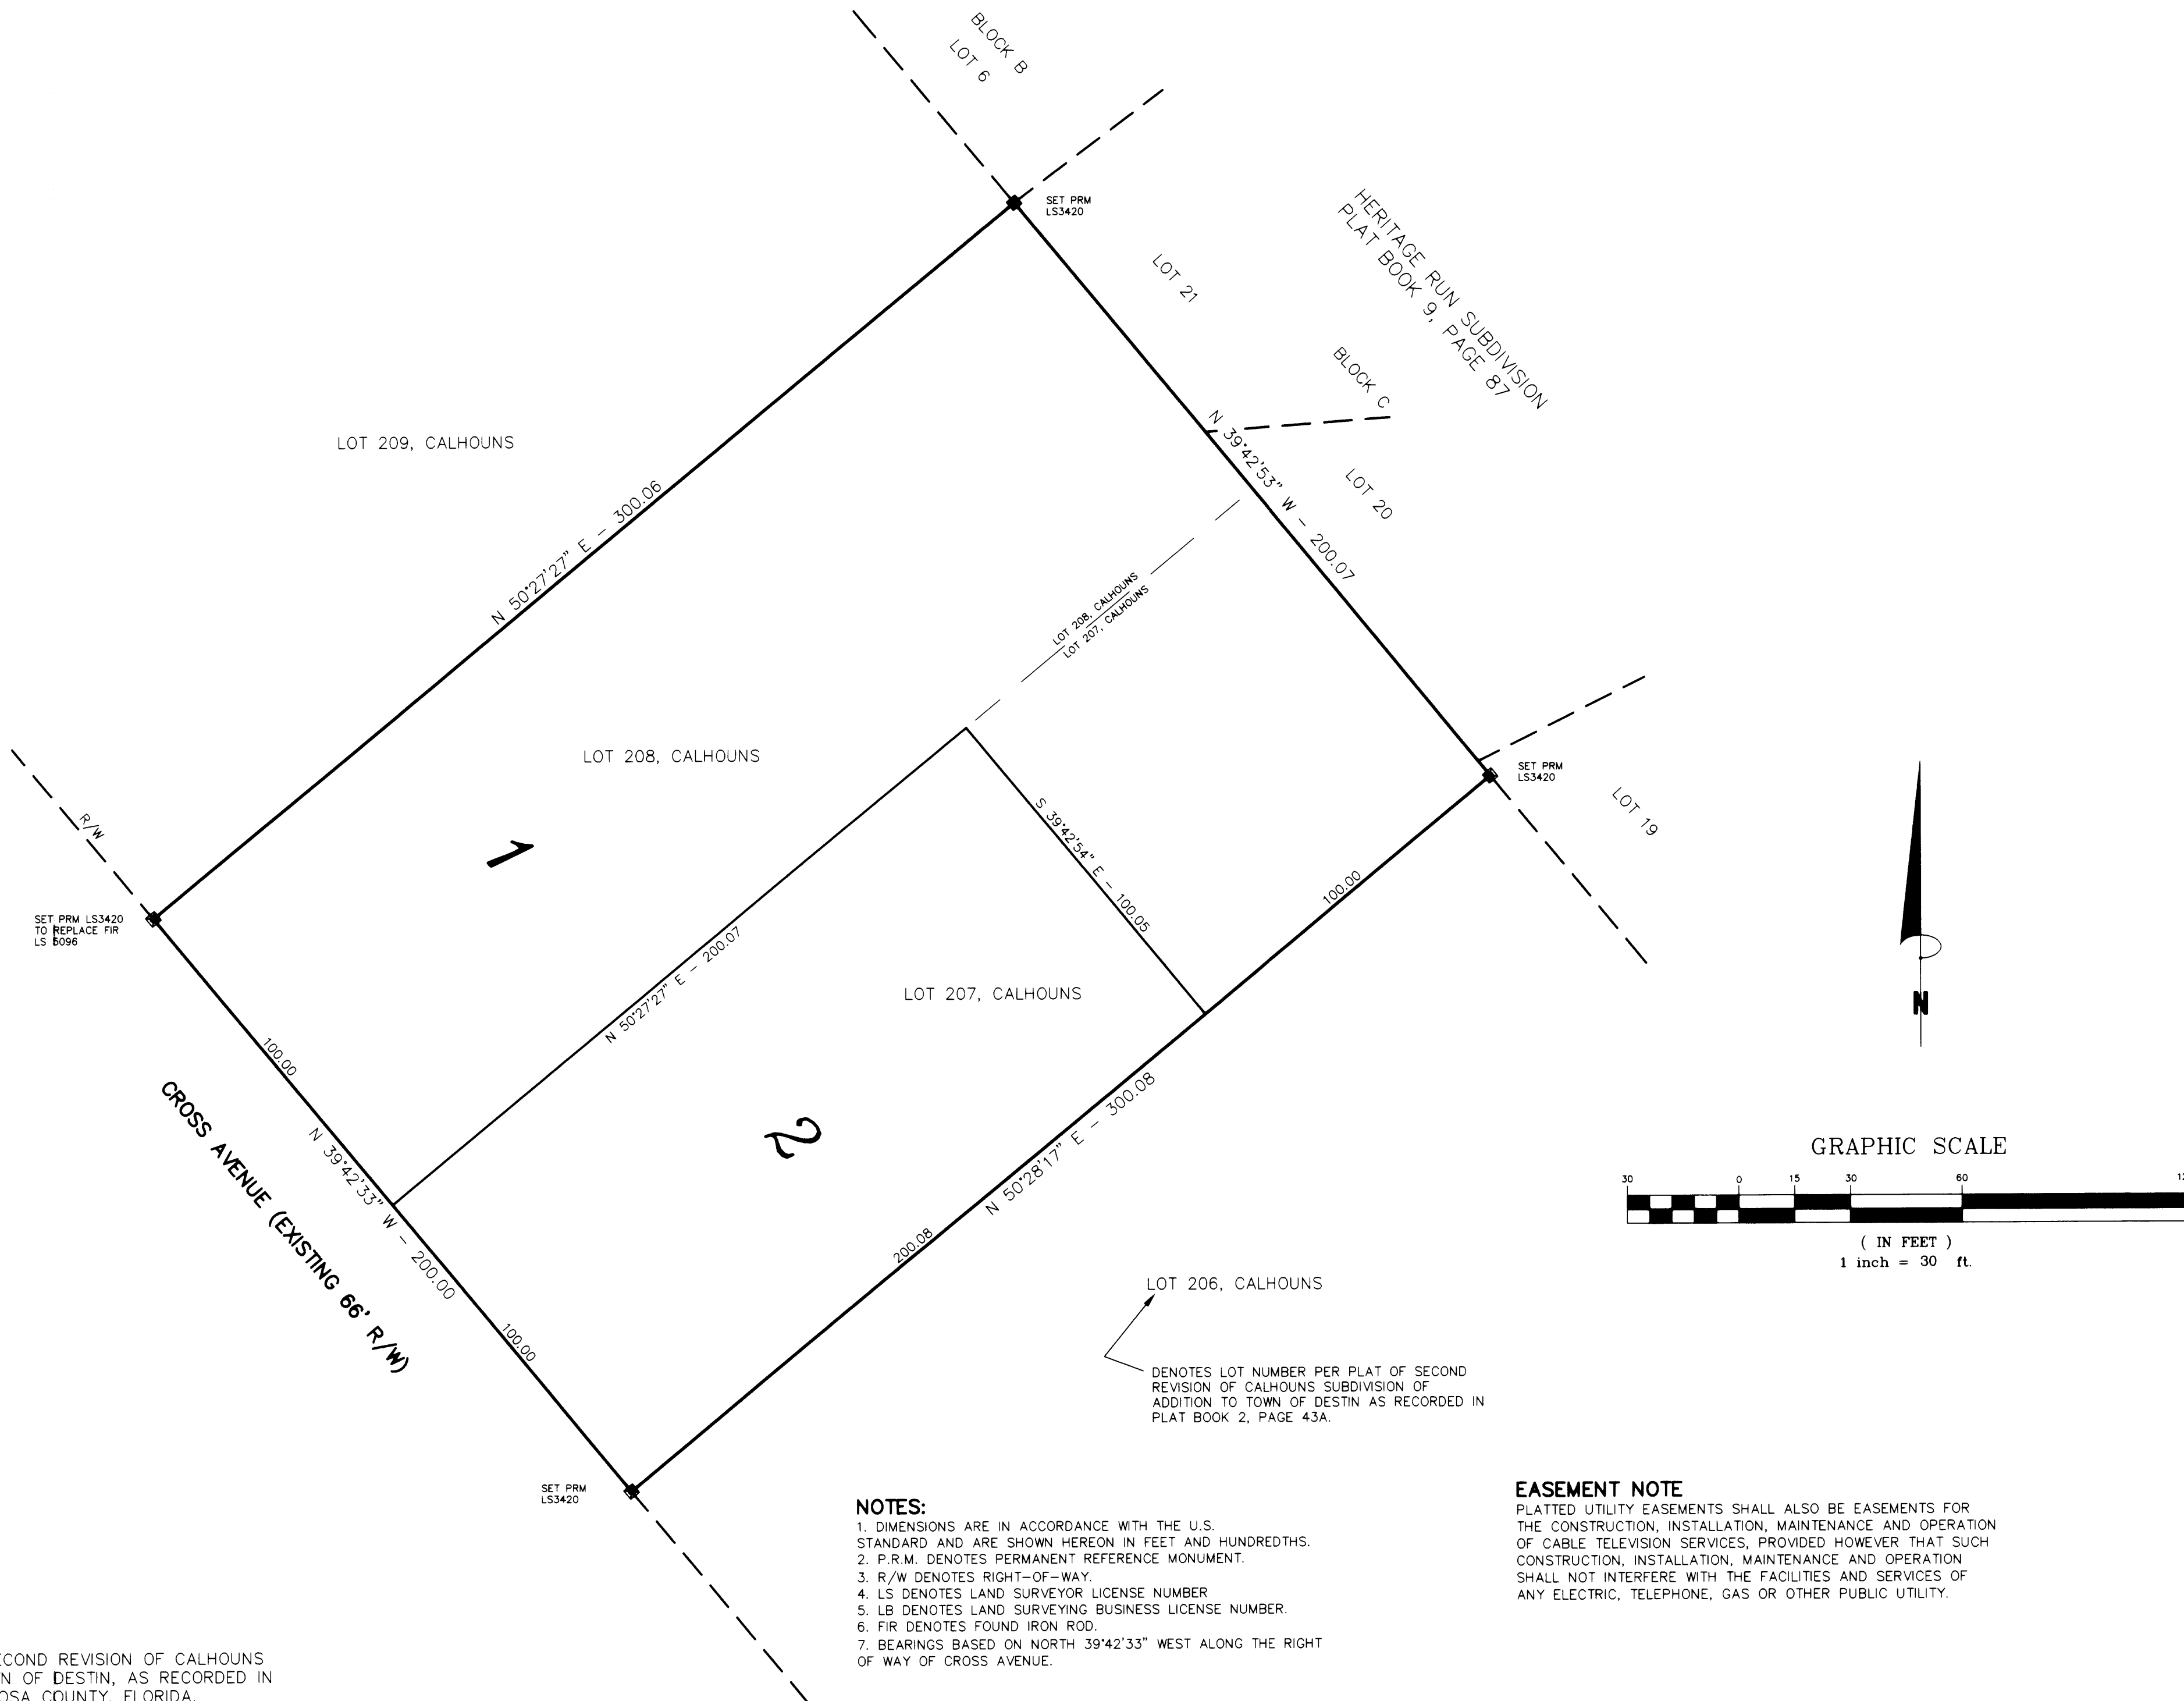 BLOCK B
LOT 6
SET PRM
LS3420
HERITAGE RUN SUBDIVISION
PLAT BOOK 9, PAGE 87
LOT 21
BLOCK C
LOT 209, CALHOUNS
N 39°42'53" W - 200.07
LOT 20
N 50°27'27" E - 300.06
LOT 208, CALHOUNS
LOT 207, CALHOUNS
LOT 208, CALHOUNS
SET PRM
LS3420
LOT 19
R/W
1
S 39°42'54" E - 100.05
100.00
SET PRM LS3420
TO REPLACE FIR
LS 5096
N 50°27'27" E - 200.07
LOT 207, CALHOUNS
N
100.00
CROSS AVENUE (EXISTING 66' R/W)
N 39°42'33" W - 200.00
2
N 50°28'17" E - 300.08
200.08
100.00
GRAPHIC SCALE
30 0 15 30 60
( IN FEET )
1 inch = 30 ft.
LOT 206, CALHOUNS
DENOTES LOT NUMBER PER PLAT OF SECOND
REVISION OF CALHOUNS SUBDIVISION OF
ADDITION TO TOWN OF DESTIN AS RECORDED IN
PLAT BOOK 2, PAGE 43A.
SET PRM
LS3420
NOTES:
1. DIMENSIONS ARE IN ACCORDANCE WITH THE U.S.
STANDARD AND ARE SHOWN HEREON IN FEET AND HUNDREDTHS.
2. P.R.M. DENOTES PERMANENT REFERENCE MONUMENT.
3. R/W DENOTES RIGHT-OF-WAY.
4. LS DENOTES LAND SURVEYOR LICENSE NUMBER
5. LB DENOTES LAND SURVEYING BUSINESS LICENSE NUMBER.
6. FIR DENOTES FOUND IRON ROD.
7. BEARINGS BASED ON NORTH 39°42'33" WEST ALONG THE RIGHT
OF WAY OF CROSS AVENUE.
EASEMENT NOTE
PLATTED UTILITY EASEMENTS SHALL ALSO BE EASEMENTS FOR
THE CONSTRUCTION, INSTALLATION, MAINTENANCE AND OPERATION
OF CABLE TELEVISION SERVICES, PROVIDED HOWEVER THAT SUCH
CONSTRUCTION, INSTALLATION, MAINTENANCE AND OPERATION
SHALL NOT INTERFERE WITH THE FACILITIES AND SERVICES OF
ANY ELECTRIC, TELEPHONE, GAS OR OTHER PUBLIC UTILITY.
REVISION OF CALHOUNS
OF DESTIN, AS RECORDED IN
COUNTY, FLORIDA.